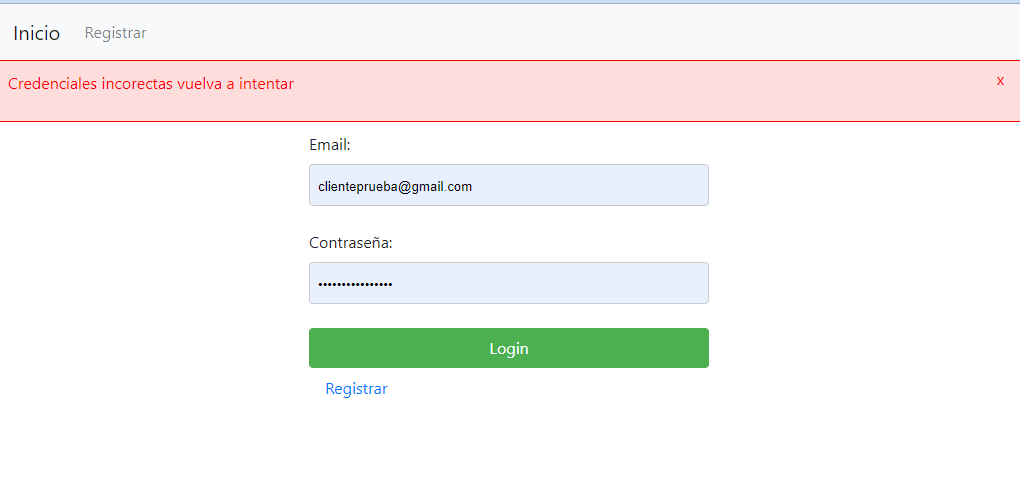 Inicio Registrar
Credenciales incorectas vuelva a intentar x
Email:
clienteprueba@gmail.com
Contraseña:
••••••••••••••••
Login
Registrar